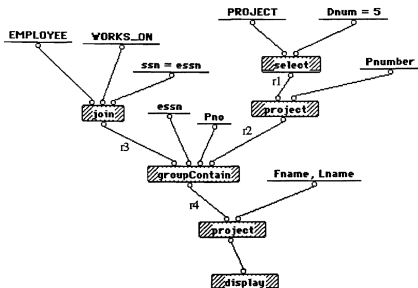 PROJECT Dnum = 5
EMPLOYEE WORKS_ON
ssn = essn
select
r1
Pnumber
join
project
essn
Pno
r2
r3
groupContain
Fname, Lname
r4
project
display